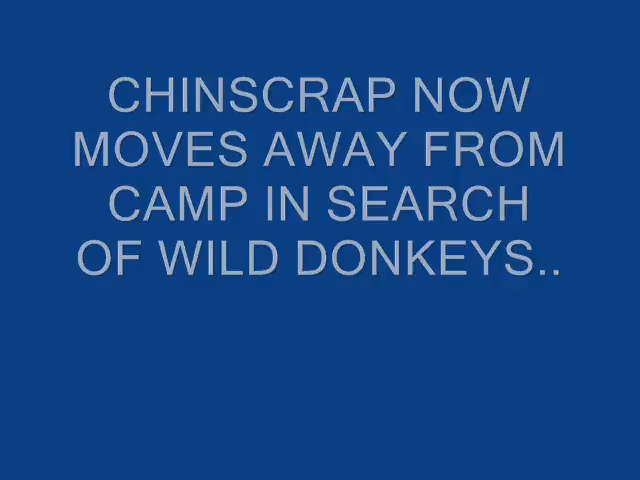 CHINSCRAP NOW
MOVES AWAY FROM
CAMP IN SEARCH
OF WILD DONKEYS..